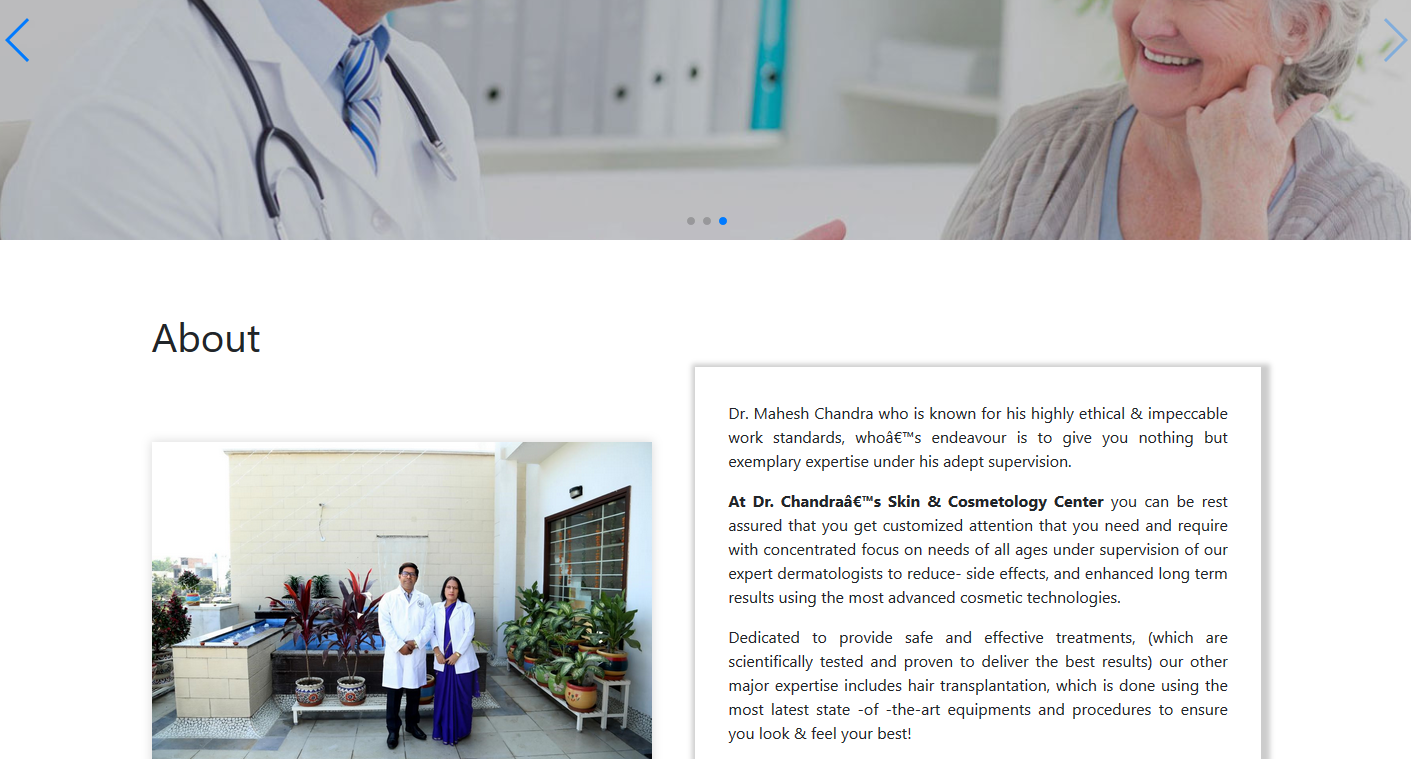 About
Dr. Mahesh Chandra who is known for his highly ethical & impeccable
work standards, whoâ€™s endeavour is to give you nothing but
exemplary expertise under his adept supervision.
At Dr. Chandraâ€™s Skin & Cosmetology Center you can be rest
assured that you get customized attention that you need and require
with concentrated focus on needs of all ages under supervision of our
expert dermatologists to reduce- side effects, and enhanced long term
results using the most advanced cosmetic technologies.
Dedicated to provide safe and effective treatments, (which are
scientifically tested and proven to deliver the best results) our other
major expertise includes hair transplantation, which is done using the
most latest state -of -the-art equipments and procedures to ensure
you look & feel your best!